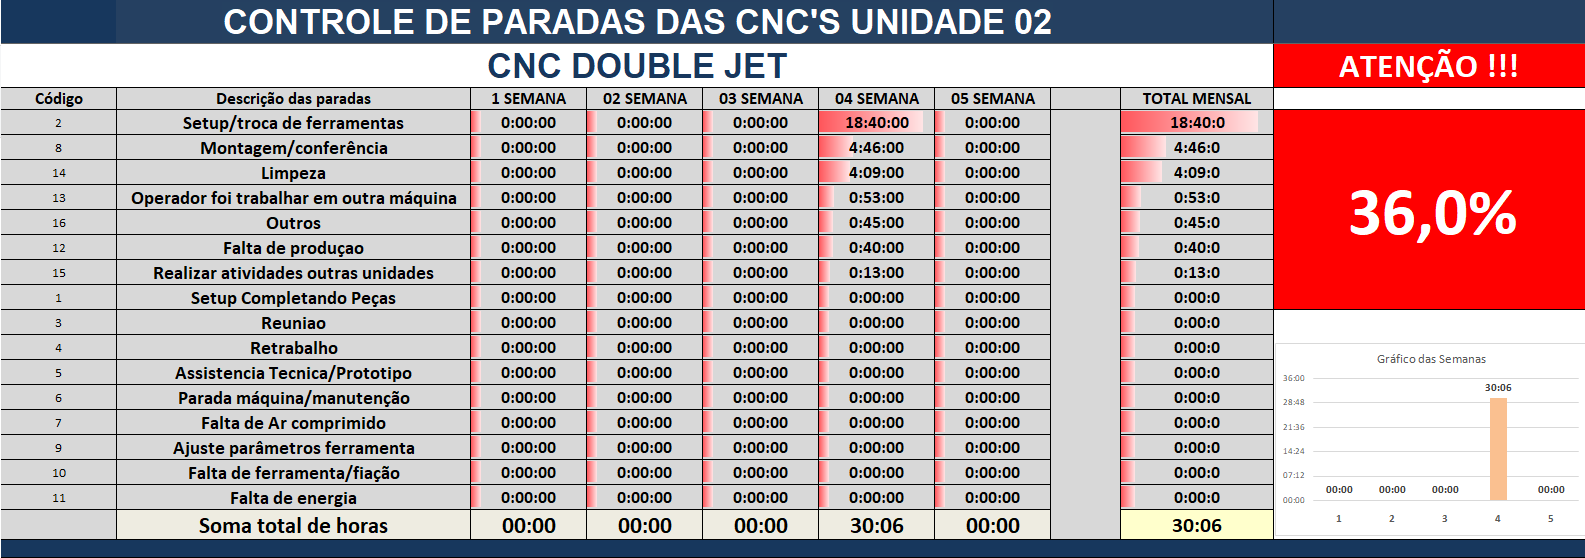 CONTROLE DE PARADAS DAS CNC'S UNIDADE 02
CNC DOUBLE JET
ATENÇÃO !!!
Código Descrição das paradas 1 SEMANA 02 SEMANA 03 SEMANA 04 SEMANA 05 SEMANA TOTAL MENSAL
2 Setup/troca de ferramentas 0:00:00 0:00:00 0:00:00 18:40:00 0:00:00 18:40:0
8 Montagem/conferência 0:00:00 0:00:00 0:00:00 4:46:00 0:00:00 4:46:0
14 Limpeza 0:00:00 0:00:00 0:00:00 4:09:00 0:00:00 4:09:0
13 Operador foi trabalhar em outra máquina 0:00:00 0:00:00 0:00:00 0:53:00 0:00:00 0:53:0
16 Outros 0:00:00 0:00:00 0:00:00 0:45:00 0:00:00 0:45:0
12 Falta de produçao 0:00:00 0:00:00 0:00:00 0:40:00 0:00:00 0:40:0
15 Realizar atividades outras unidades 0:00:00 0:00:00 0:00:00 0:13:00 0:00:00 0:13:0
1 Setup Completando Peças 0:00:00 0:00:00 0:00:00 0:00:00 0:00:00 0:00:0
3 Reuniao 0:00:00 0:00:00 0:00:00 0:00:00 0:00:00 0:00:0
4 Retrabalho 0:00:00 0:00:00 0:00:00 0:00:00 0:00:00 0:00:0
5 Assistencia Tecnica/Prototipo 0:00:00 0:00:00 0:00:00 0:00:00 0:00:00 0:00:0
6 Parada máquina/manutenção 0:00:00 0:00:00 0:00:00 0:00:00 0:00:00 0:00:0
7 Falta de Ar comprimido 0:00:00 0:00:00 0:00:00 0:00:00 0:00:00 0:00:0
9 Ajuste parâmetros ferramenta 0:00:00 0:00:00 0:00:00 0:00:00 0:00:00 0:00:0
10 Falta de ferramenta/fiação 0:00:00 0:00:00 0:00:00 0:00:00 0:00:00 0:00:0
11 Falta de energia 0:00:00 0:00:00 0:00:00 0:00:00 0:00:00 0:00:0
Soma total de horas 00:00 00:00 00:00 30:06 00:00 30:06
36,0%
Gráfico das Semanas
36:00
28:48
21:36
14:24
07:12
00:00
00:00 00:00 00:00 30:06 00:00
1 2 3 4 5